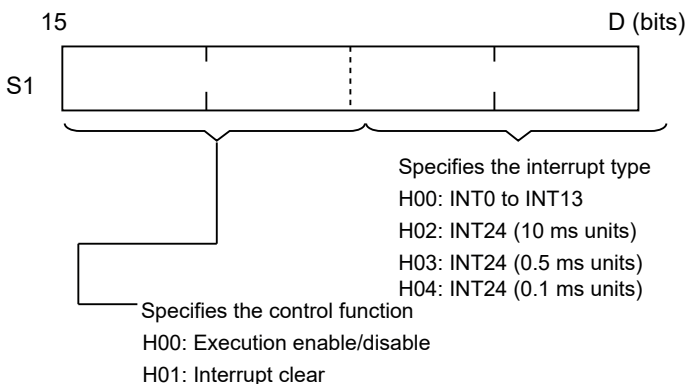 15 D (bits)
S1
Specifies the interrupt type
H00: INT0 to INT13
H02: INT24 (10 ms units)
H03: INT24 (0.5 ms units)
H04: INT24 (0.1 ms units)
Specifies the control function
H00: Execution enable/disable
H01: Interrupt clear